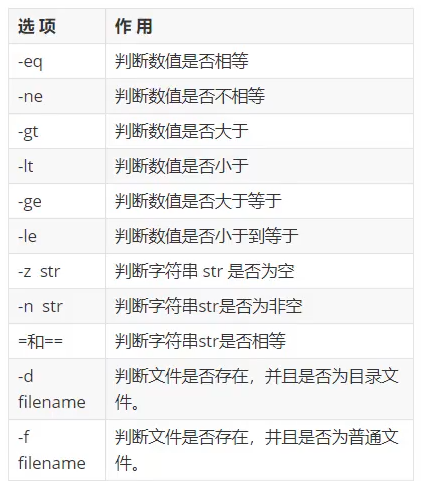 选 项 作 用
-eq 判断数值是否相等
-ne 判断数值是否不相等
-gt 判断数值是否大于
-lt 判断数值是否小于
-ge 判断数值是否大于等于
-le 判断数值是否小于到等于
-z str 判断字符串 str 是否为空
-n str 判断字符串str是否为非空
=和== 判断字符串str是否相等
-d 判断文件是否存在，并且是否为目录文
filename 件。
-f 判断文件是否存在，井且是否为普通文
filename 件。